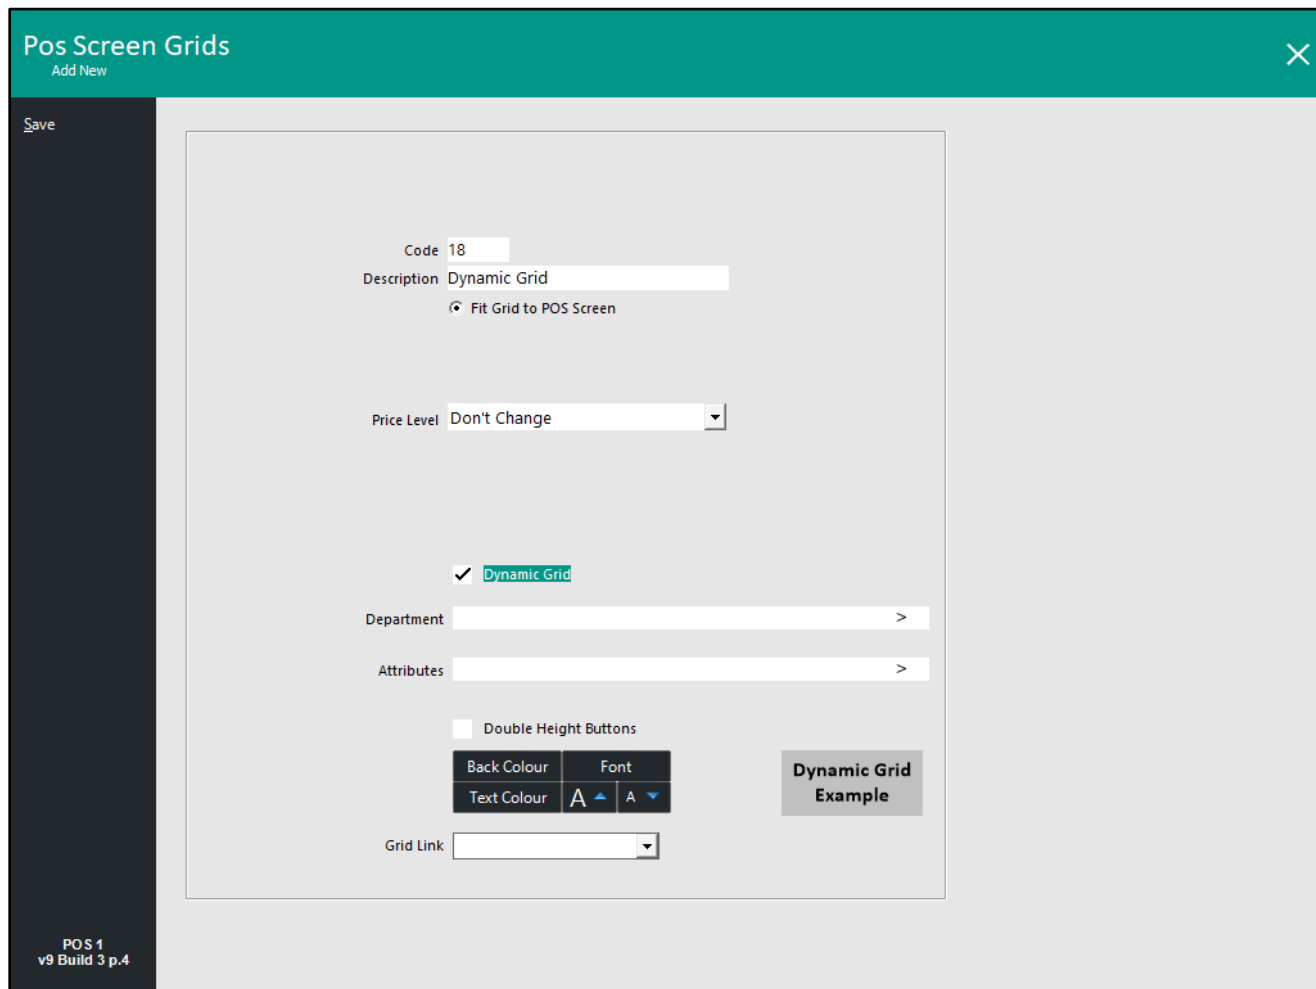 Pos Screen Grids
Add New
Save
Code 18
Description Dynamic Grid
Fit Grid to POS Screen
Price Level Don't Change
Dynamic Grid
Department >
Attributes >
Double Height Buttons
Back Colour Font
Text Colour A A
Dynamic Grid
Example
Grid Link
POS 1
v9 Build 3 p.4